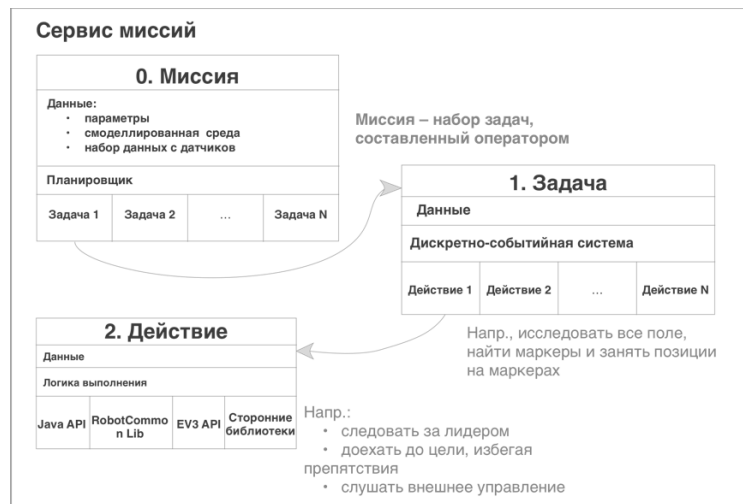 Сервис миссий
0. Миссия
Данные:
• параметры
• смоделлированная среда
• набор данных с датчиков
Планировщик
Задача 1 Задача 2 ... Задача N
Миссия – набор задач,
составленный оператором
1. Задача
Данные
Дискретно-событийная система
Действие 1 Действие 2 ... Действие N
Напр., исследовать все поле,
найти маркеры и занять позиции
на маркерах
2. Действие
Данные
Логика выполнения
Java API RobotCommo
n Lib EV3 API Сторонние
библиотеки
Напр.:
• следовать за лидером
• доехать до цели, избегая
препятствия
• слушать внешнее управление